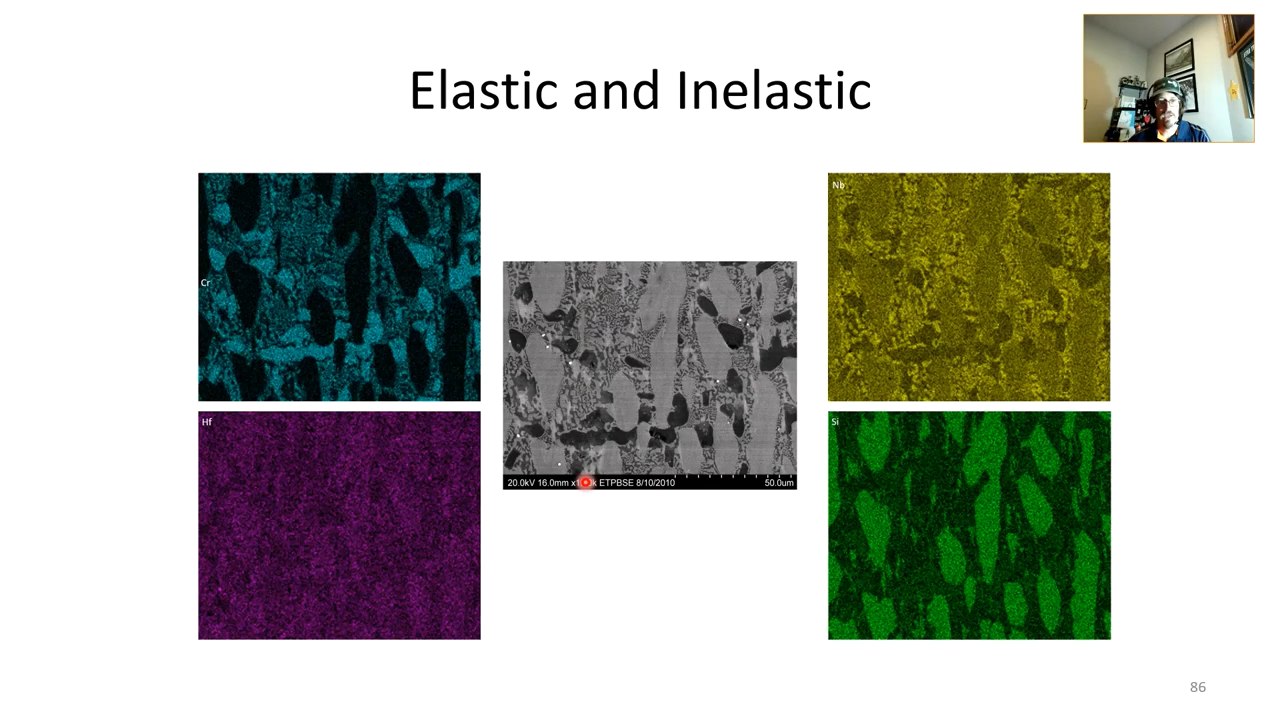 Elastic and Inelastic
Cr
Nb
Hf
Si
20.0kV 16.0mm ETPBSE 8/10/2010 50.0um
86